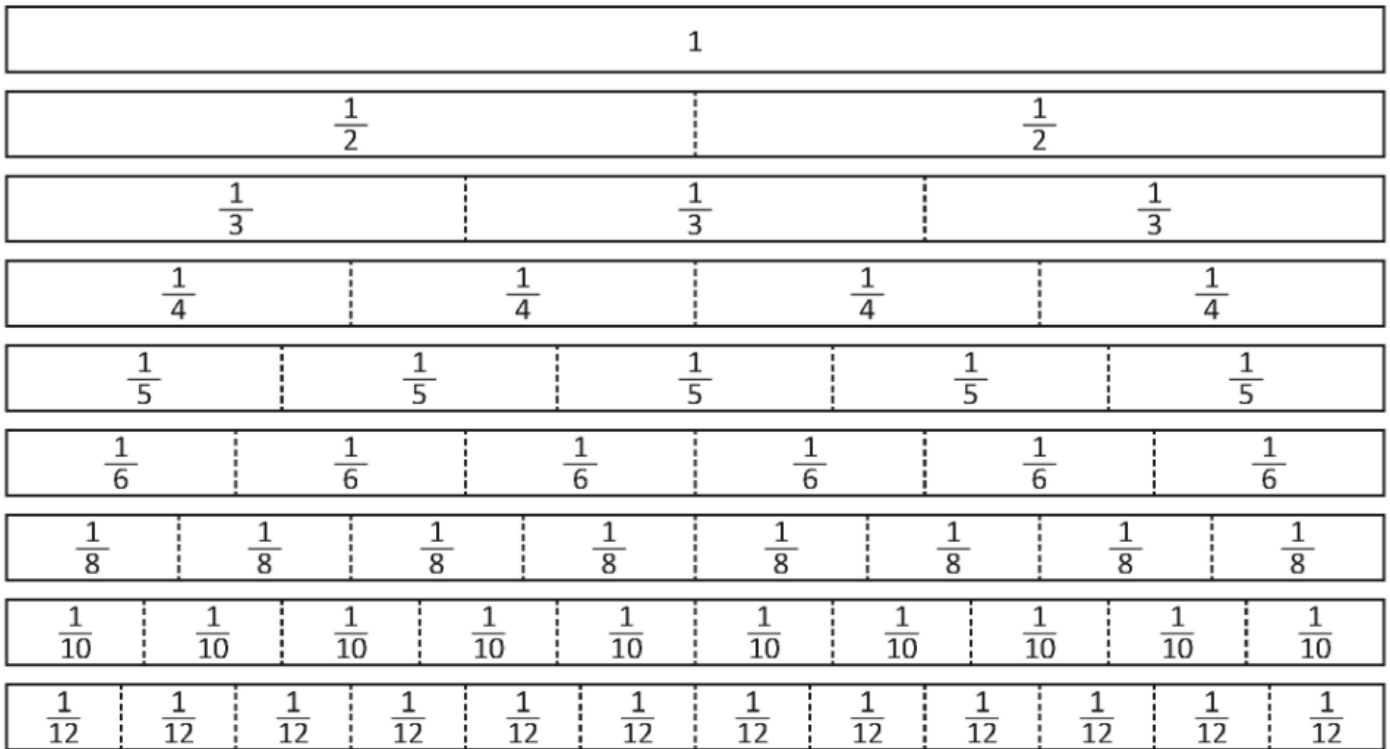 1
1/2 1/2
1/3 1/3 1/3
1/4 1/4 1/4 1/4
1/5 1/5 1/5 1/5 1/5
1/6 1/6 1/6 1/6 1/6 1/6
1/8 1/8 1/8 1/8 1/8 1/8 1/8 1/8
1/10 1/10 1/10 1/10 1/10 1/10 1/10 1/10 1/10 1/10
1/12 1/12 1/12 1/12 1/12 1/12 1/12 1/12 1/12 1/12 1/12 1/12